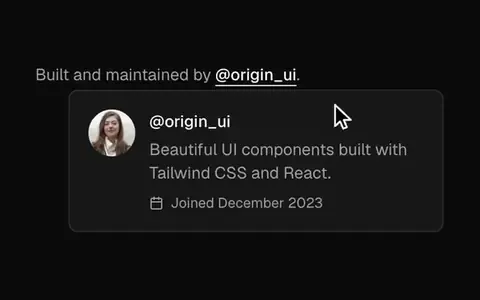 Built and maintained by @origin_ui.
@origin_ui
Beautiful UI components built with
Tailwind CSS and React.
Joined December 2023